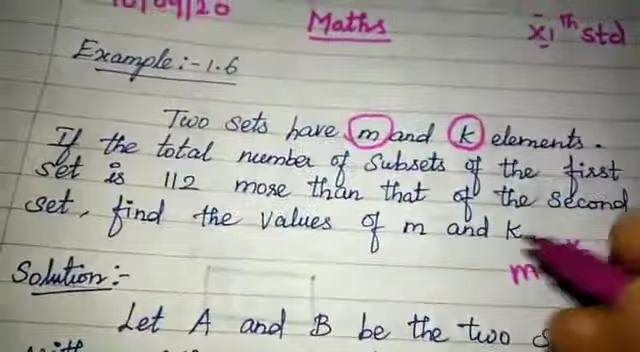 Maths
XI th std
Example:-1.6
Two sets have m and k elements.
If the total number of subsets of the first
set is 112 more than that of the second
set, find the values of m and k.
Solution:-
Let A and B be the two